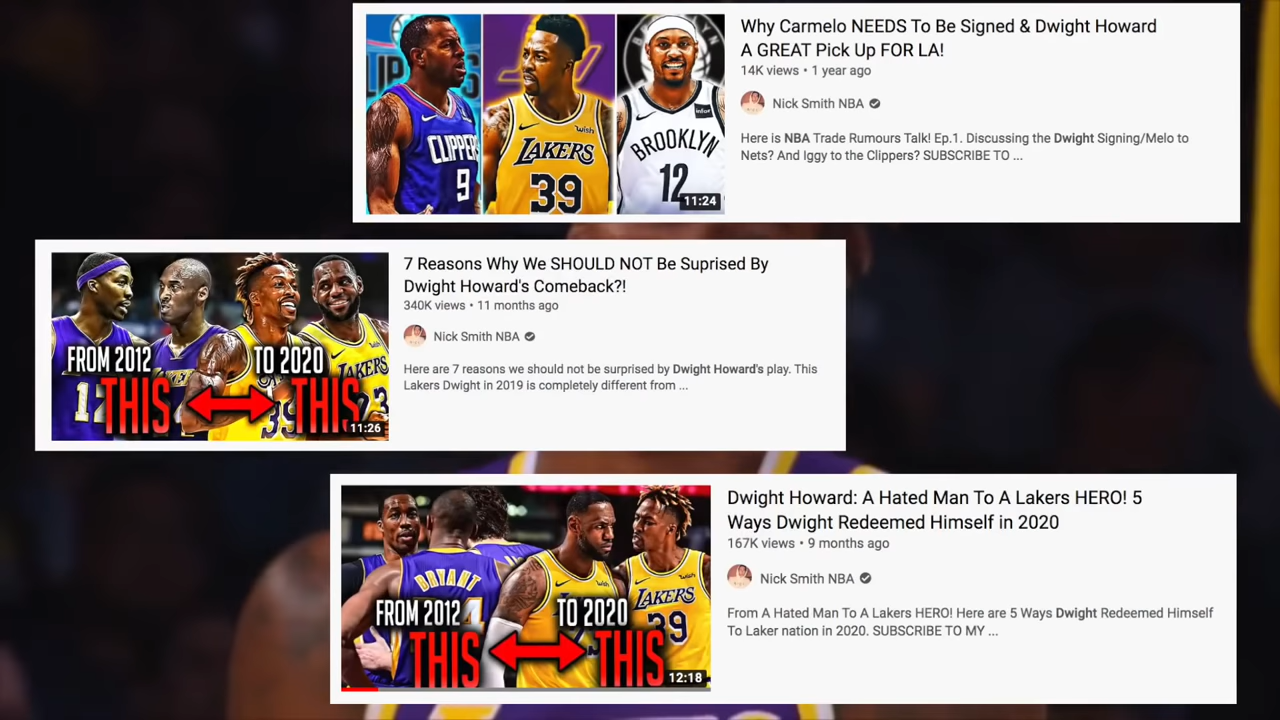 Why Carmelo NEEDS To Be Signed & Dwight Howard
A GREAT Pick Up FOR LA!
14K views • 1 year ago
Nick Smith NBA
Here is NBA Trade Rumours Talk! Ep.1. Discussing the Dwight Signing/Melo to
Nets? And Iggy to the Clippers? SUBSCRIBE TO ...
CLIPPERS
9
wish
LAKERS
39
BROOKLYN
infor
BROOKLYN
12
11:24
7 Reasons Why We SHOULD NOT Be Suprised By
Dwight Howard's Comeback?!
340K views • 11 months ago
Nick Smith NBA
Here are 7 reasons we should not be surprised by Dwight Howard's play. This
Lakers Dwight in 2019 is completely different from ...
FROM 2012 TO 2020
THIS THIS
LAKERS
39
23
11:26
Dwight Howard: A Hated Man To A Lakers HERO! 5
Ways Dwight Redeemed Himself in 2020
167K views • 9 months ago
Nick Smith NBA
From A Hated Man To A Lakers HERO! Here are 5 Ways Dwight Redeemed Himself
To Laker nation in 2020. SUBSCRIBE TO MY ...
BRYANT
wish
wish
LAKERS
39
FROM 2012 TO 2020
THIS THIS
12:18